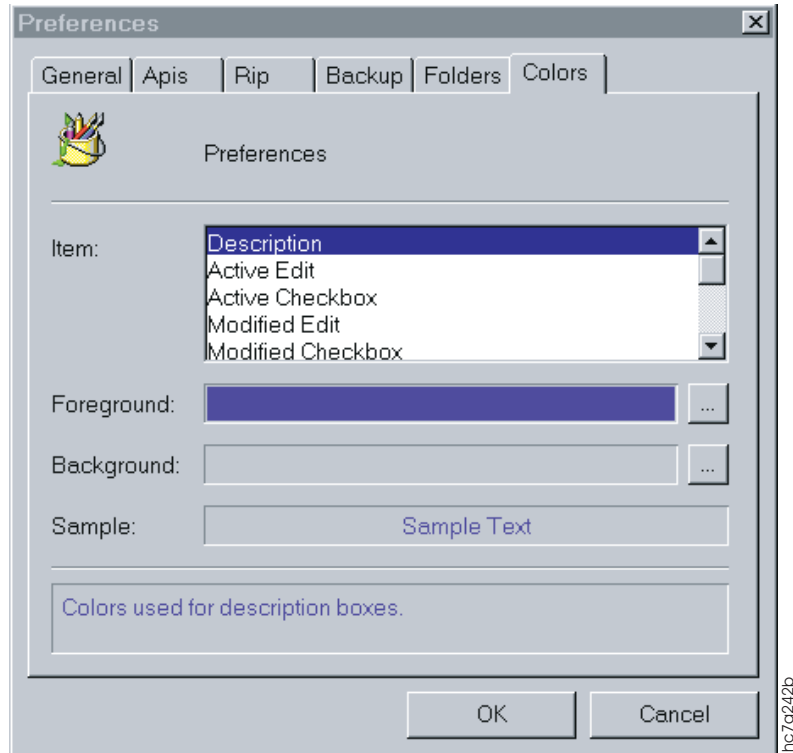 Preferences
General Apis Rip Backup Folders Colors
Preferences
Item:
Description
Active Edit
Active Checkbox
Modified Edit
Modified Checkbox
Foreground:
...
Background:
...
Sample:
Sample Text
Colors used for description boxes.
OK Cancel
hc7q242b